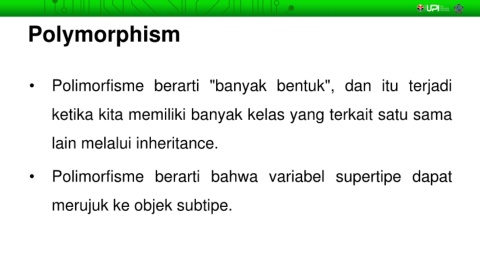 UPI
Polymorphism
• Polimorfisme berarti "banyak bentuk", dan itu terjadi
ketika kita memiliki banyak kelas yang terkait satu sama
lain melalui inheritance.
• Polimorfisme berarti bahwa variabel supertipe dapat
merujuk ke objek subtipe.